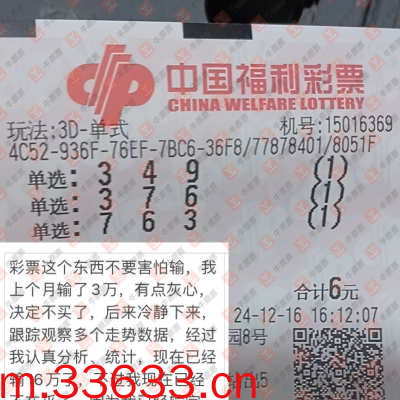 中国福利彩票
CHINA WELFARE LOTTERY
玩法:3D-单式 机号:15016369
4C52-936F-76EF-7BC6-36F8/77878401/8051F
单选: 3 4 9 (1)
单选: 3 7 6 (1)
单选: 7 6 3 (1)
合计6元
24-12-16 16:12:07
园8号
彩票这个东西不要害怕输，我
上个月输了3万，有点灰心，
决定不买了，后来冷静下来，
跟踪观察多个走势数据，经过
我认真分析、统计，现在已经
m.33633.cn